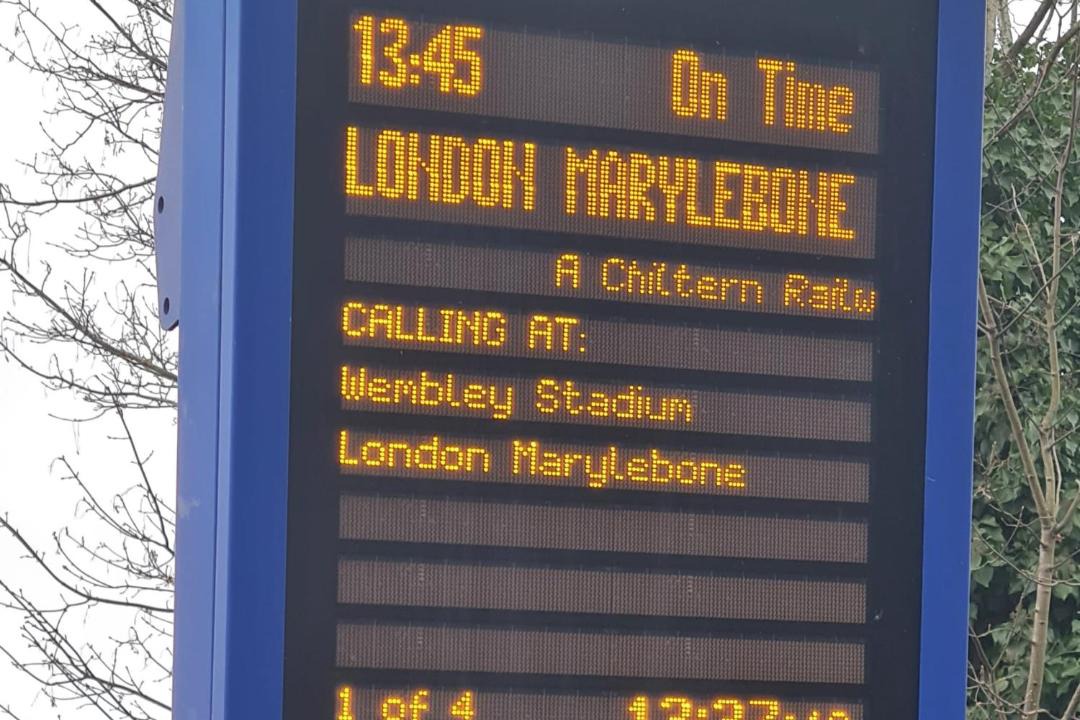 13:45 On Time
LONDON MARYLEBONE
A Chiltern Railw
CALLING AT:
Wembley Stadium
London Marylebone
1 of 4